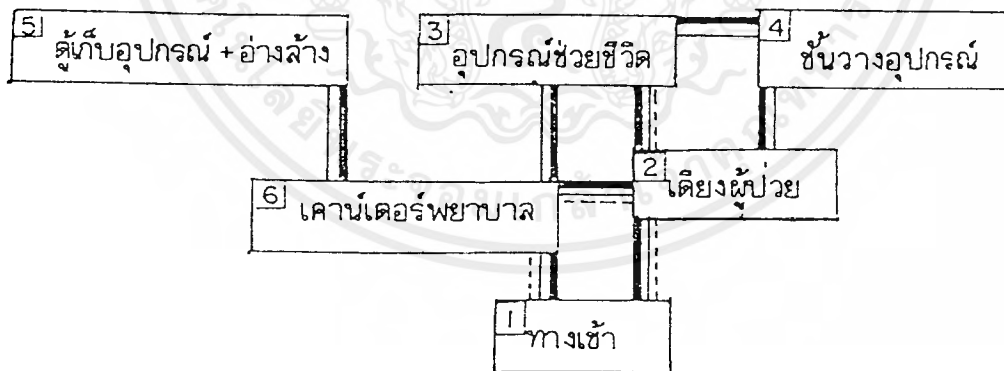 5 ตู้เก็บอุปกรณ์ + อ่างล้าง
3 อุปกรณ์ช่วยชีวิต
4 ชั้นวางอุปกรณ์
2 เตียงผู้ป่วย
6 เคาน์เตอร์พยาบาล
1 ทางเข้า